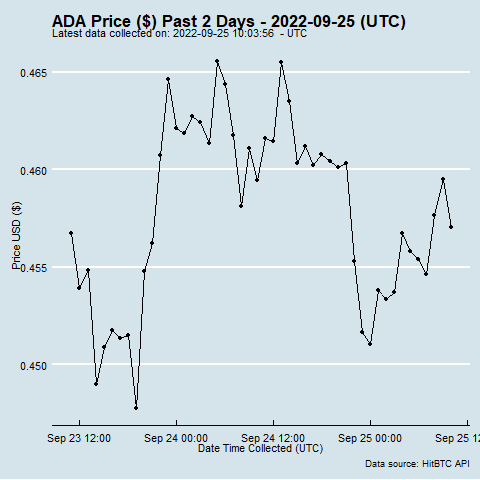 ADA Price ($) Past 2 Days - 2022-09-25 (UTC)
Latest data collected on: 2022-09-25 10:03:56 - UTC
0.465
0.460
0.455
0.450
Price USD ($)
Sep 23 12:00 Sep 24 00:00 Sep 24 12:00 Sep 25 00:00 Sep 25 12
Date Time Collected (UTC)
Data source: HitBTC API